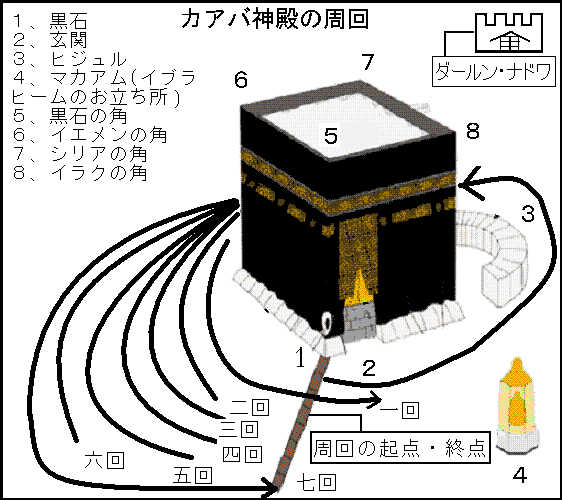 カアバ神殿の周回
1、黒石
2、玄関
3、ヒジュル
4、マカアム(イブラ
ヒームのお立ち所)
5、黒石の角
6、イエメンの角
7、シリアの角
8、イラクの角
ダールン・ナドワ
6
7
5
8
3
1
2
4
一回
二回
三回
四回
五回
六回
七回
周回の起点・終点